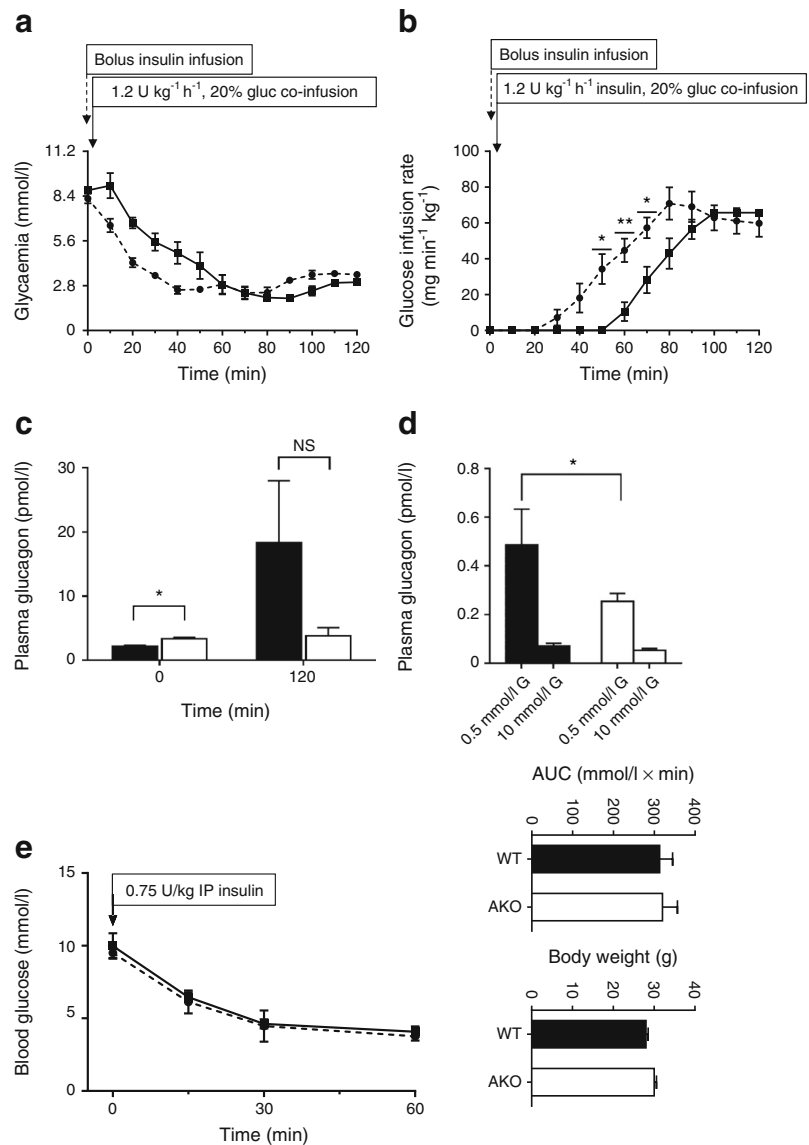 a
Bolus insulin infusion
1.2 U kg⁻¹ h⁻¹, 20% gluc co-infusion
Glycaemia (mmol/l)
11.2
8.4
5.6
2.8
0
0 20 40 60 80 100 120
Time (min)
b
Bolus insulin infusion
1.2 U kg⁻¹ h⁻¹ insulin, 20% gluc co-infusion
Glucose infusion rate
(mg min⁻¹ kg⁻¹)
100
80
60
40
20
0
* ** *
0 20 40 60 80 100 120
Time (min)
c
Plasma glucagon (pmol/l)
30
20
10
0
*
NS
0 120
Time (min)
d
Plasma glucagon (pmol/l)
0.8
0.6
0.4
0.2
0
*
0.5 mmol/l G
10 mmol/l G
0.5 mmol/l G
10 mmol/l G
e
0.75 U/kg IP insulin
Blood glucose (mmol/l)
15
10
5
0
0 30 60
Time (min)
AUC (mmol/l × min)
0 100 200 300 400
WT
AKO
Body weight (g)
0 10 20 30 40
WT
AKO